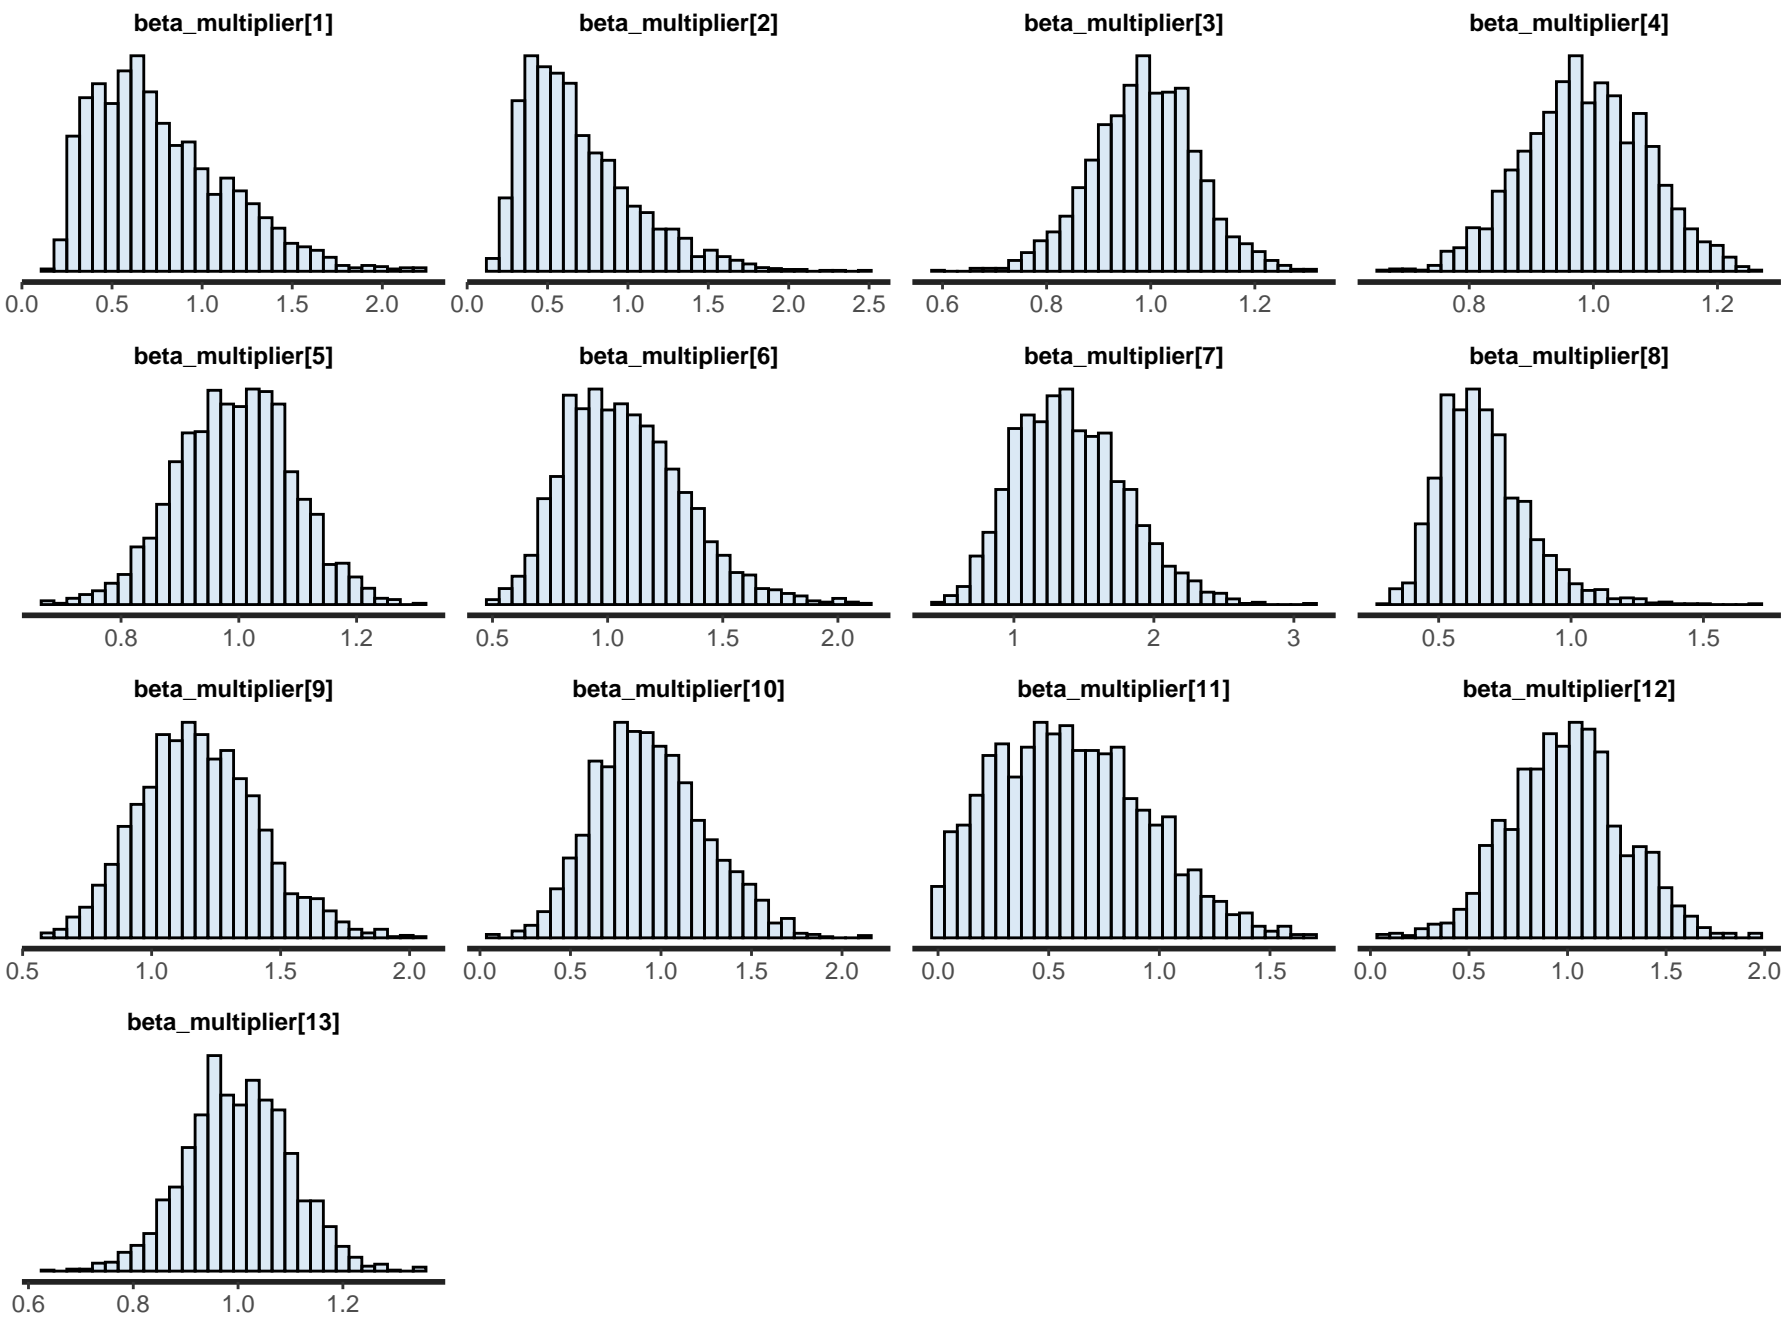 beta_multiplier[1] beta_multiplier[2] beta_multiplier[3] beta_multiplier[4]
0.0 0.5 1.0 1.5 2.0 0.0 0.5 1.0 1.5 2.0 2.5 0.6 0.8 1.0 1.2 0.8 1.0 1.2
beta_multiplier[5] beta_multiplier[6] beta_multiplier[7] beta_multiplier[8]
0.8 1.0 1.2 0.5 1.0 1.5 2.0 1 2 3 0.5 1.0 1.5
beta_multiplier[9] beta_multiplier[10] beta_multiplier[11] beta_multiplier[12]
0.5 1.0 1.5 2.0 0.0 0.5 1.0 1.5 2.0 0.0 0.5 1.0 1.5 0.0 0.5 1.0 1.5 2.0
beta_multiplier[13]
0.6 0.8 1.0 1.2